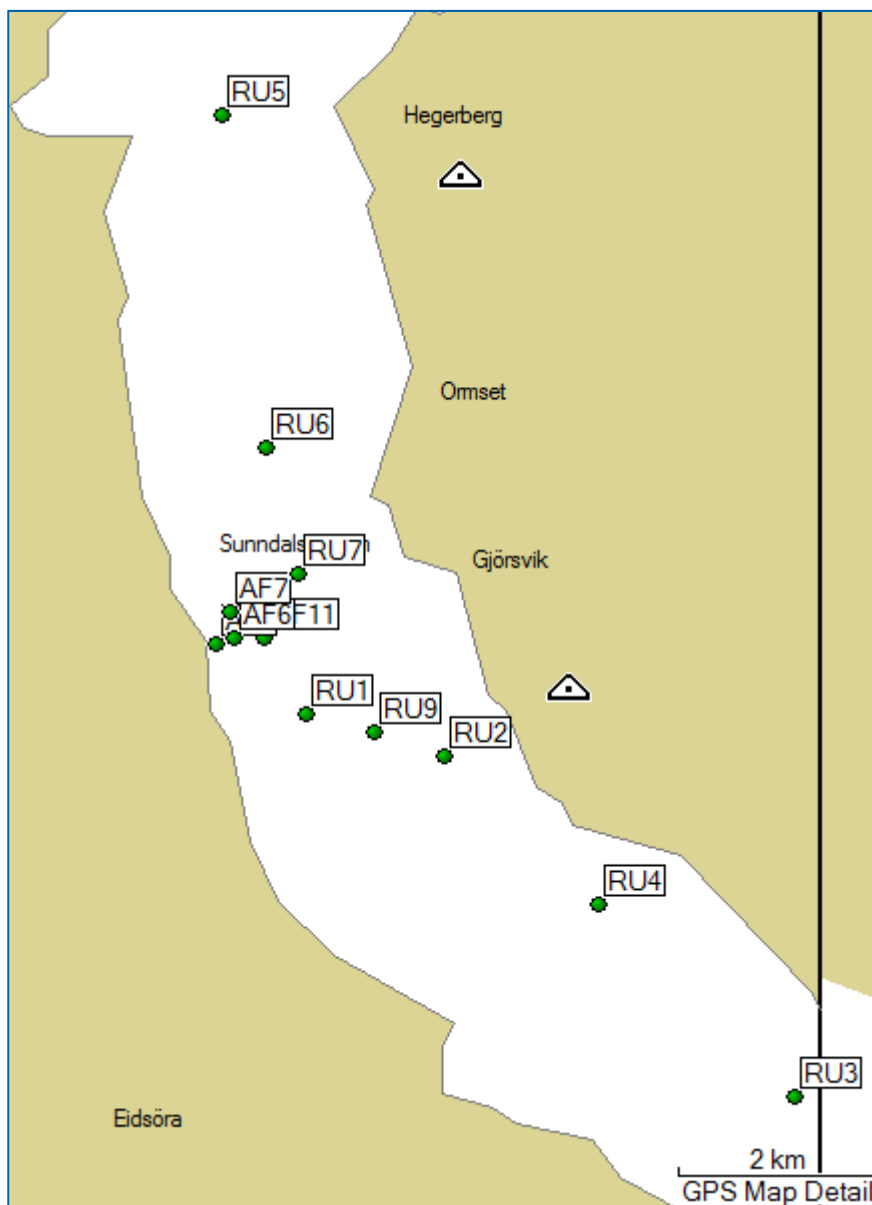 RU5
Hegerberg
Ormset
RU6
RU7
Gjörsvik
AF7
AF6
F11
RU1
RU9
RU2
RU4
RU3
Eidsöra
2 km
GPS Map Detail